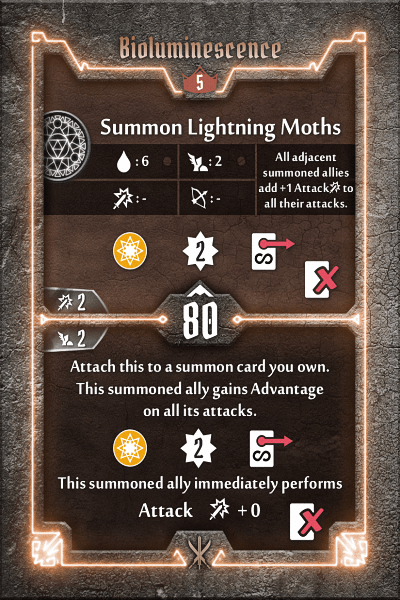 Bioluminescence
5
Summon Lightning Moths
: 6
: 2
: -
: -
All adjacent
summoned allies
add +1 Attack to
all their attacks.
2
S
2
80
2
Attach this to a summon card you own.
This summoned ally gains Advantage
on all its attacks.
2
S
This summoned ally immediately performs
Attack +0